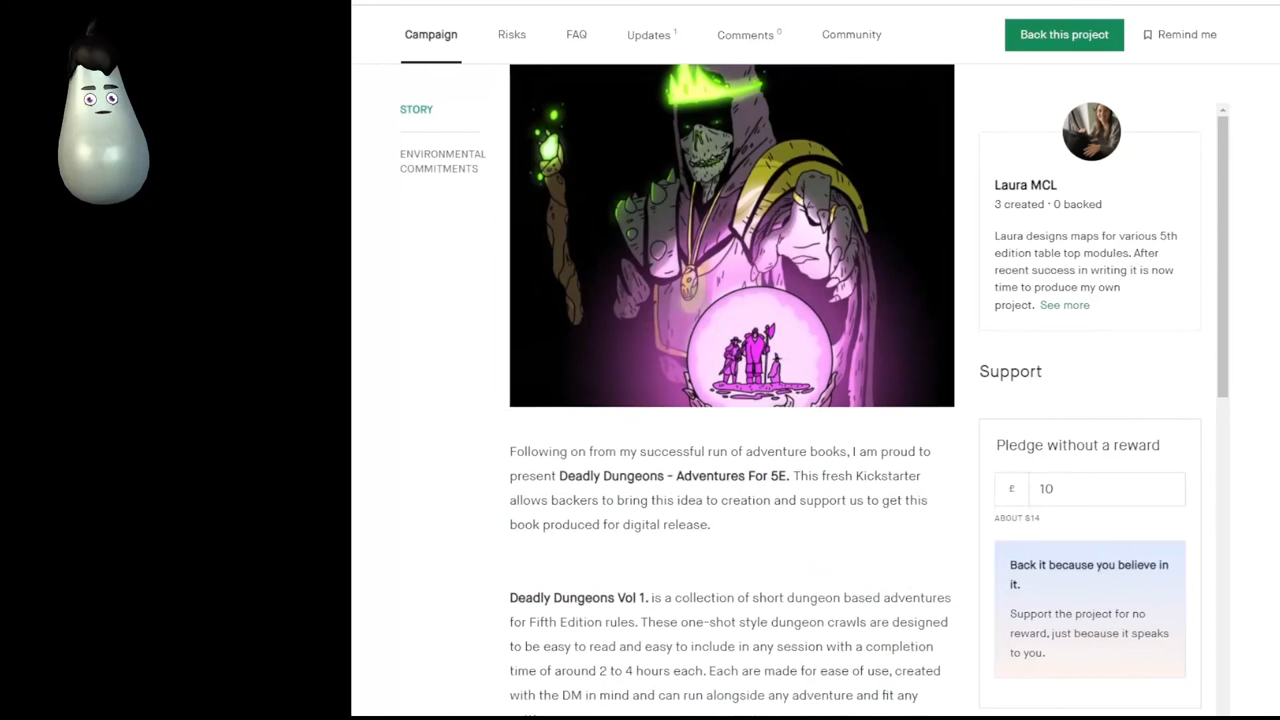 Campaign
Risks
FAQ
Updates 1
Comments 0
Community
Back this project
Remind me
STORY
ENVIRONMENTAL
COMMITMENTS
Following on from my successful run of adventure books, I am proud to
present Deadly Dungeons - Adventures For 5E. This fresh Kickstarter
allows backers to bring this idea to creation and support us to get this
book produced for digital release.
Deadly Dungeons Vol 1. is a collection of short dungeon based adventures
for Fifth Edition rules. These one-shot style dungeon crawls are designed
to be easy to read and easy to include in any session with a completion
time of around 2 to 4 hours each. Each are made for ease of use, created
with the DM in mind and can run alongside any adventure and fit any
Laura MCL
3 created · 0 backed
Laura designs maps for various 5th
edition table top modules. After
recent success in writing it is now
time to produce my own
project. See more
Support
Pledge without a reward
£ 10
ABOUT $14
Back it because you believe in
it.
Support the project for no
reward, just because it speaks
to you.